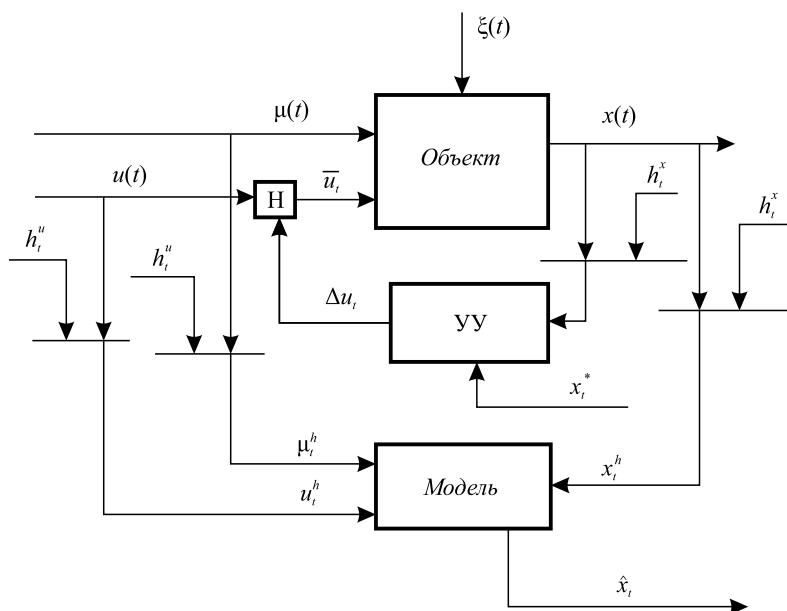 ξ(t)
μ(t)
x(t)
Объект
u(t)
Н
u̅ₜ
hₜˣ
hₜˣ
hₜᵘ
hₜᵘ
Δuₜ
УУ
xₜ*
μₜʰ
xₜʰ
Модель
uₜʰ
x̂ₜ